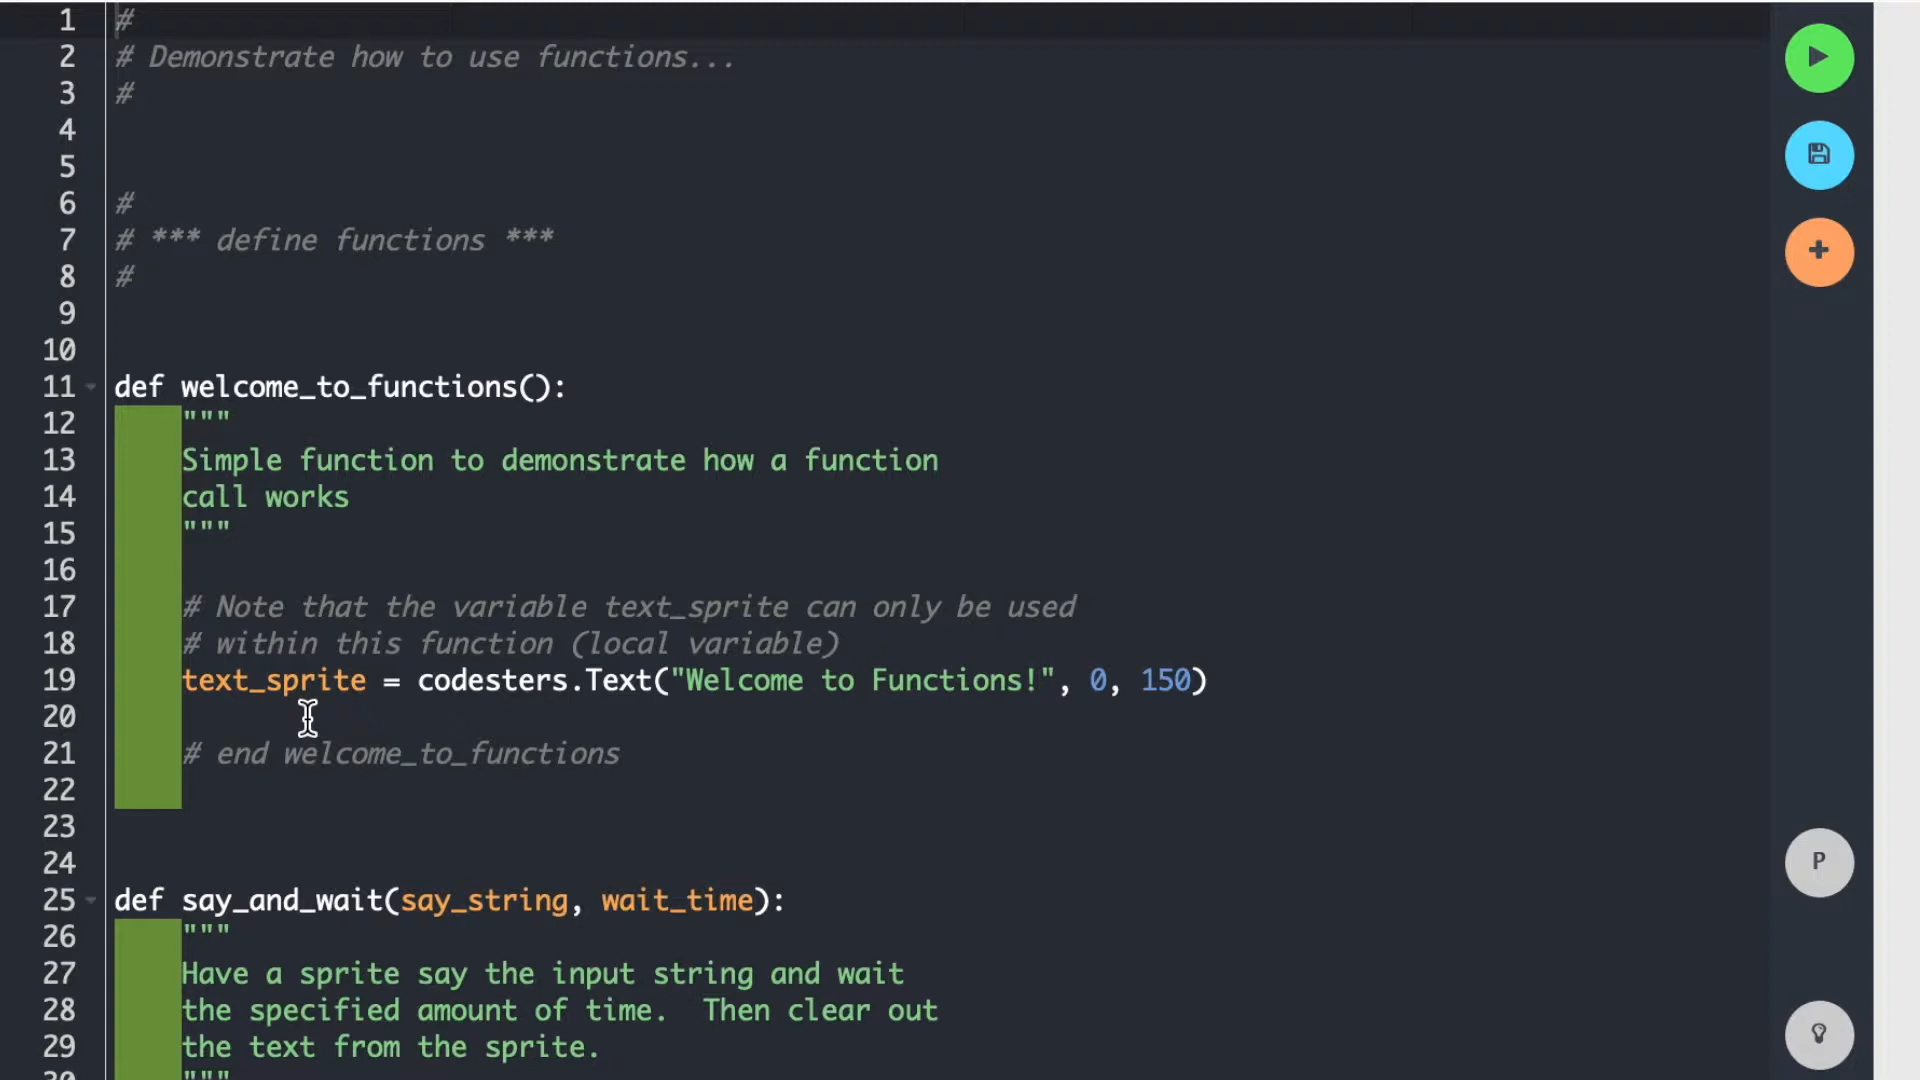 1 #
2 # Demonstrate how to use functions...
3 #
4
5
6 #
7 # *** define functions ***
8 #
9
10
11 def welcome_to_functions():
12 """
13 Simple function to demonstrate how a function
14 call works
15 """
16
17 # Note that the variable text_sprite can only be used
18 # within this function (local variable)
19 text_sprite = codesters.Text("Welcome to Functions!", 0, 150)
20
21 # end welcome_to_functions
22
23
24
25 def say_and_wait(say_string, wait_time):
26 """
27 Have a sprite say the input string and wait
28 the specified amount of time.  Then clear out
29 the text from the sprite.
30 """
P